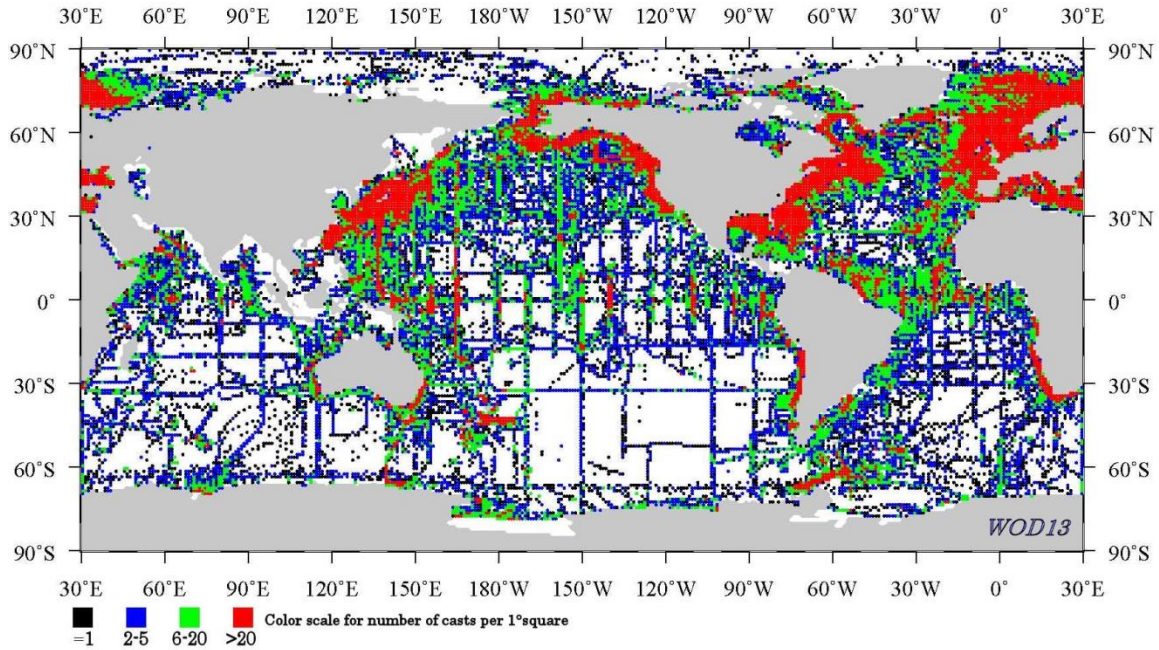 30°E 60°E 90°E 120°E 150°E 180°W 150°W 120°W 90°W 60°W 30°W 0° 30°E
90°N 90°N
60°N 60°N
30°N 30°N
0° 0°
30°S 30°S
60°S 60°S
WOD13
90°S 90°S
30°E 60°E 90°E 120°E 150°E 180°W 150°W 120°W 90°W 60°W 30°W 0° 30°E
Color scale for number of casts per 1°square
=1 2-5 6-20 >20